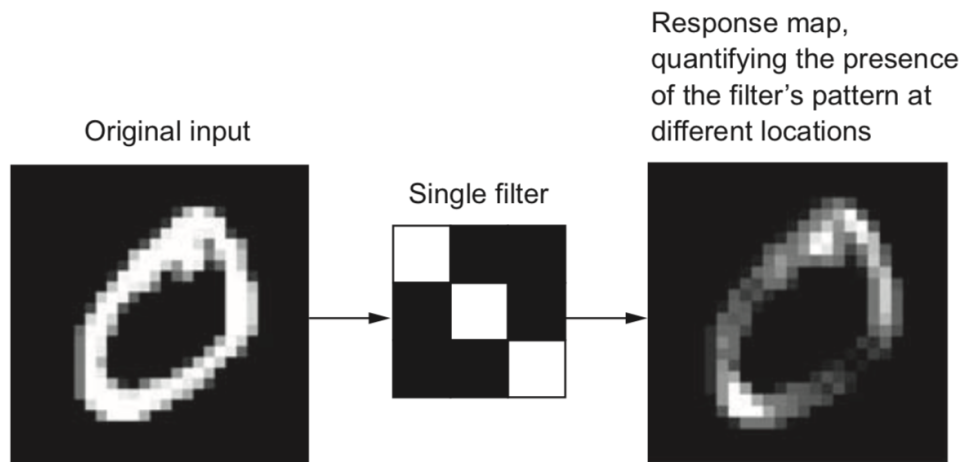 Original input
Single filter
Response map,
quantifying the presence
of the filter’s pattern at
different locations